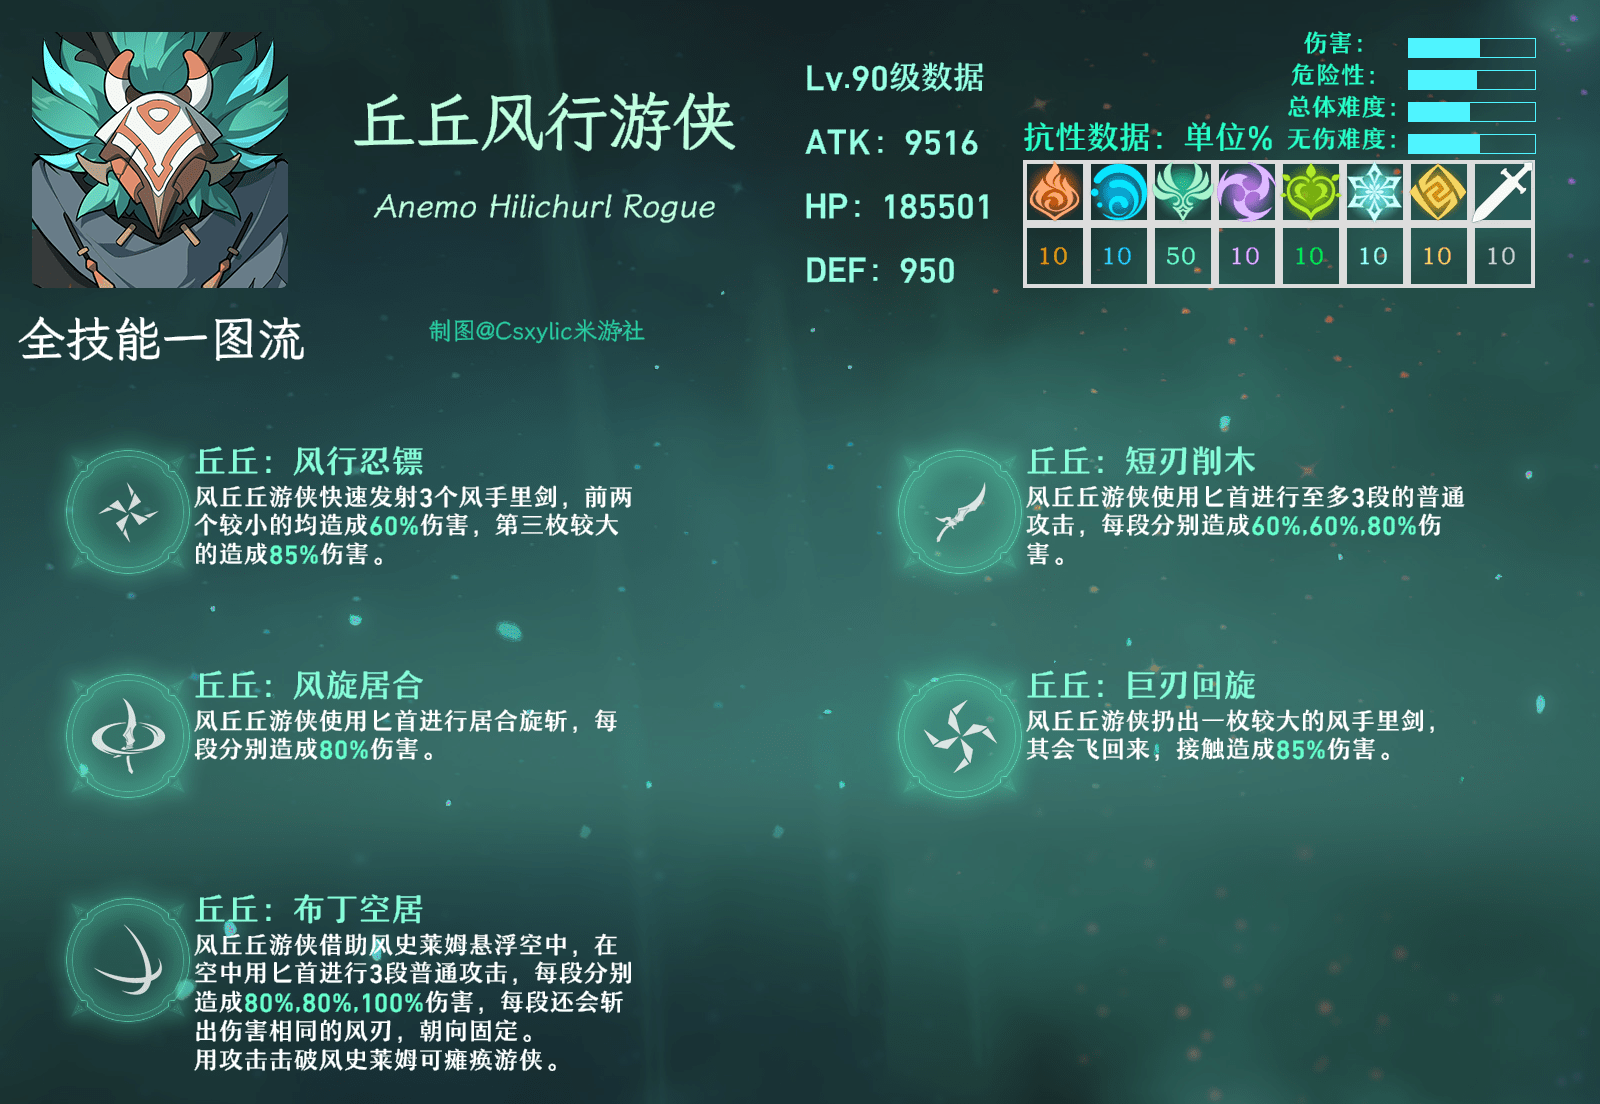 丘丘风行游侠
Anemo Hilichurl Rogue
全技能一图流
制图@Csxylic米游社
Lv.90级数据
ATK：9516
HP：185501
DEF：950
伤害：
危险性：
总体难度：
无伤难度：
抗性数据：单位%
10 10 50 10 10 10 10 10
丘丘：风行忍镖
风丘丘游侠快速发射3个风手里剑，前两
个较小的均造成60%伤害，第三枚较大
的造成85%伤害。
丘丘：短刃削木
风丘丘游侠使用匕首进行至多3段的普通
攻击，每段分别造成60%,60%,80%伤
害。
丘丘：风旋居合
风丘丘游侠使用匕首进行居合旋斩，每
段分别造成80%伤害。
丘丘：巨刃回旋
风丘丘游侠扔出一枚较大的风手里剑，
其会飞回来，接触造成85%伤害。
丘丘：布丁空居
风丘丘游侠借助风史莱姆悬浮空中，在
空中用匕首进行3段普通攻击，每段分别
造成80%,80%,100%伤害，每段还会斩
出伤害相同的风刃，朝向固定。
用攻击击破风史莱姆可瘫痪游侠。